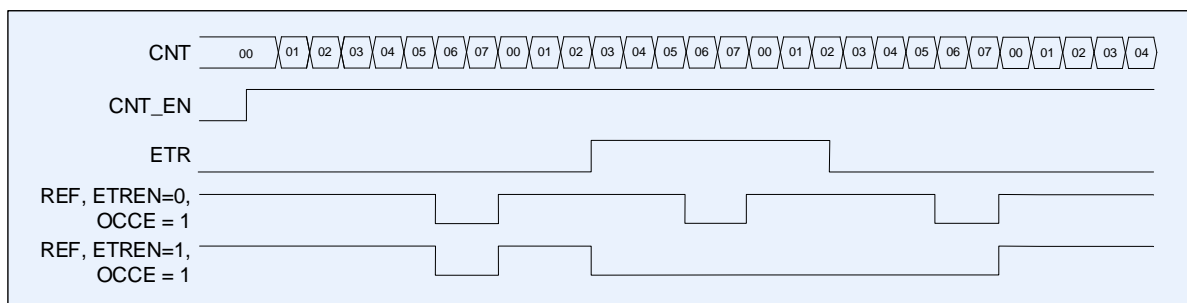 CNT 00 01 02 03 04 05 06 07 00 01 02 03 04 05 06 07 00 01 02 03 04 05 06 07 00 01 02 03 04
CNT_EN
ETR
REF, ETREN=0,
OCCE = 1
REF, ETREN=1,
OCCE = 1